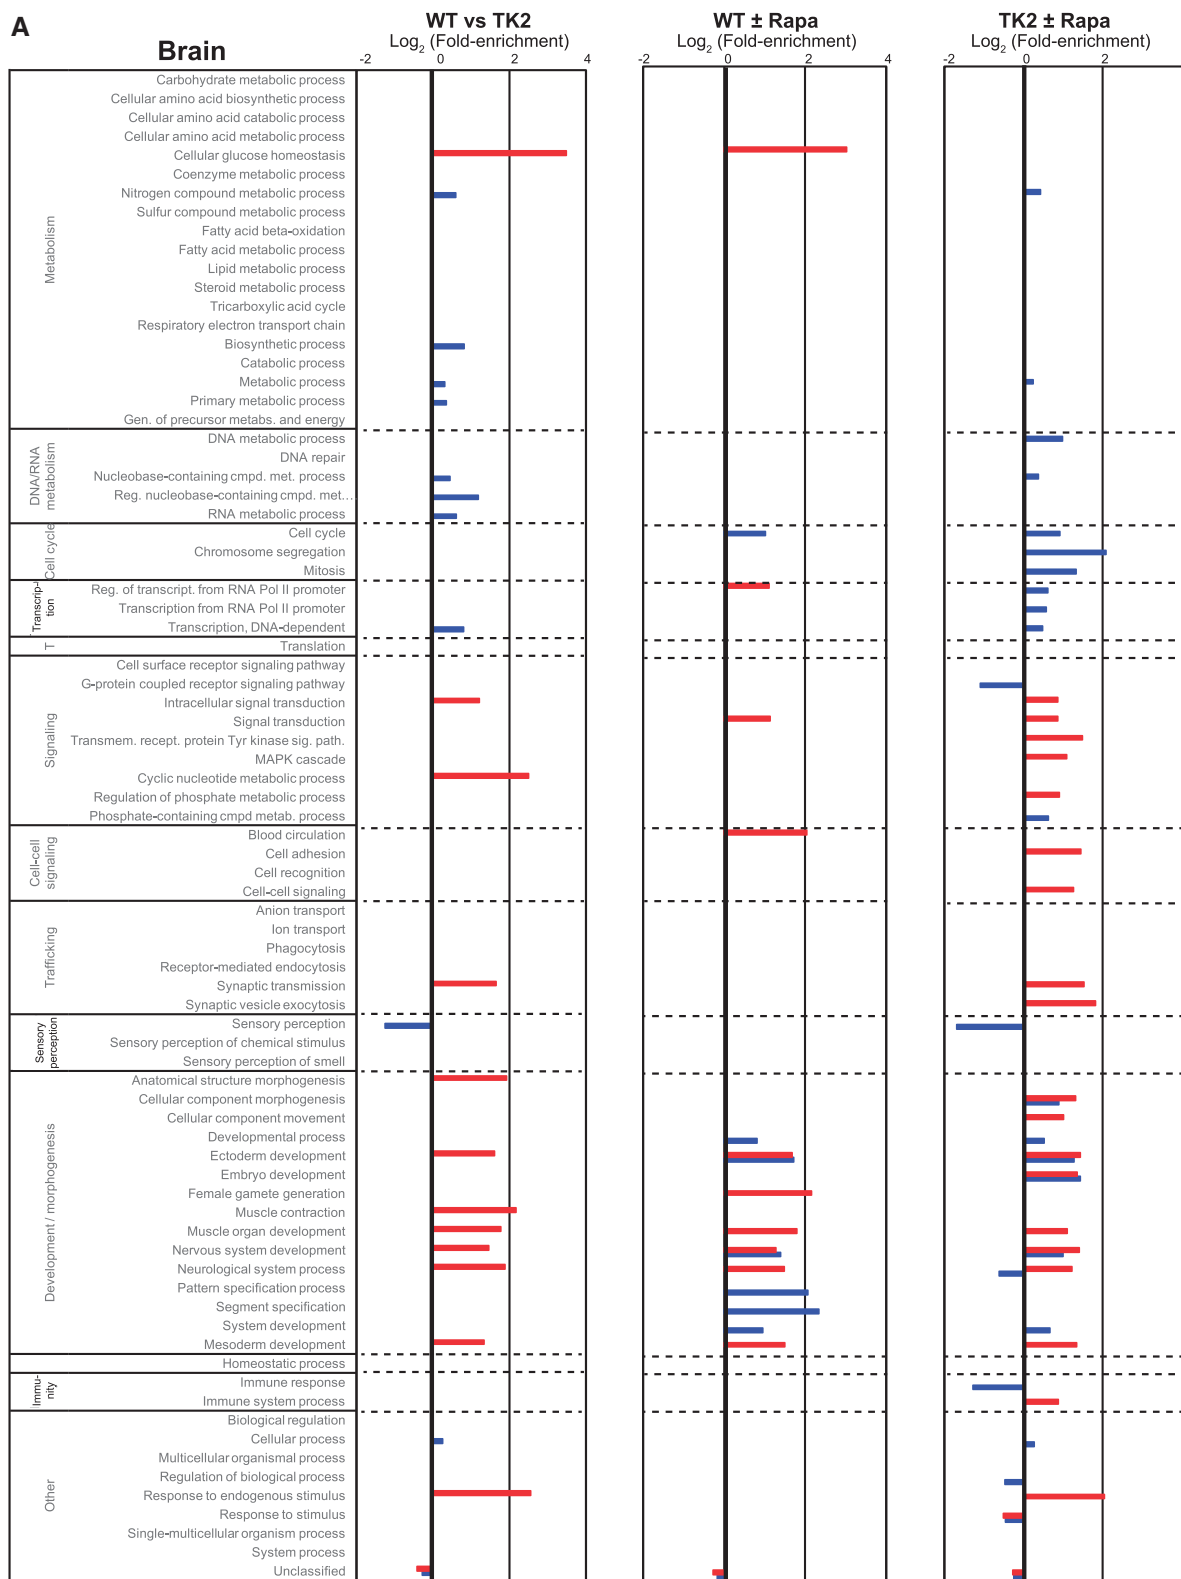 A
Brain
WT vs TK2
Log2 (Fold-enrichment)
-2 0 2 4
WT ± Rapa
Log2 (Fold-enrichment)
-2 0 2 4
TK2 ± Rapa
Log2 (Fold-enrichment)
-2 0 2
Metabolism
Carbohydrate metabolic process
Cellular amino acid biosynthetic process
Cellular amino acid catabolic process
Cellular amino acid metabolic process
Cellular glucose homeostasis
Coenzyme metabolic process
Nitrogen compound metabolic process
Sulfur compound metabolic process
Fatty acid beta-oxidation
Fatty acid metabolic process
Lipid metabolic process
Steroid metabolic process
Tricarboxylic acid cycle
Respiratory electron transport chain
Biosynthetic process
Catabolic process
Metabolic process
Primary metabolic process
Gen. of precursor metabs. and energy
DNA/RNA
metabolism
DNA metabolic process
DNA repair
Nucleobase-containing cmpd. met. process
Reg. nucleobase-containing cmpd. met...
RNA metabolic process
Cell cycle
Cell cycle
Chromosome segregation
Mitosis
Transcrip-
tion
Reg. of transcript. from RNA Pol II promoter
Transcription from RNA Pol II promoter
Transcription, DNA-dependent
T
Translation
Signaling
Cell surface receptor signaling pathway
G-protein coupled receptor signaling pathway
Intracellular signal transduction
Signal transduction
Transmem. recept. protein Tyr kinase sig. path.
MAPK cascade
Cyclic nucleotide metabolic process
Regulation of phosphate metabolic process
Phosphate-containing cmpd metab. process
Cell-cell
signaling
Blood circulation
Cell adhesion
Cell recognition
Cell-cell signaling
Trafficking
Anion transport
Ion transport
Phagocytosis
Receptor-mediated endocytosis
Synaptic transmission
Synaptic vesicle exocytosis
Sensory
perception
Sensory perception
Sensory perception of chemical stimulus
Sensory perception of smell
Development / morphogenesis
Anatomical structure morphogenesis
Cellular component morphogenesis
Cellular component movement
Developmental process
Ectoderm development
Embryo development
Female gamete generation
Muscle contraction
Muscle organ development
Nervous system development
Neurological system process
Pattern specification process
Segment specification
System development
Mesoderm development
Homeostatic process
Immu-
nity
Immune response
Immune system process
Other
Biological regulation
Cellular process
Multicellular organismal process
Regulation of biological process
Response to endogenous stimulus
Response to stimulus
Single-multicellular organism process
System process
Unclassified